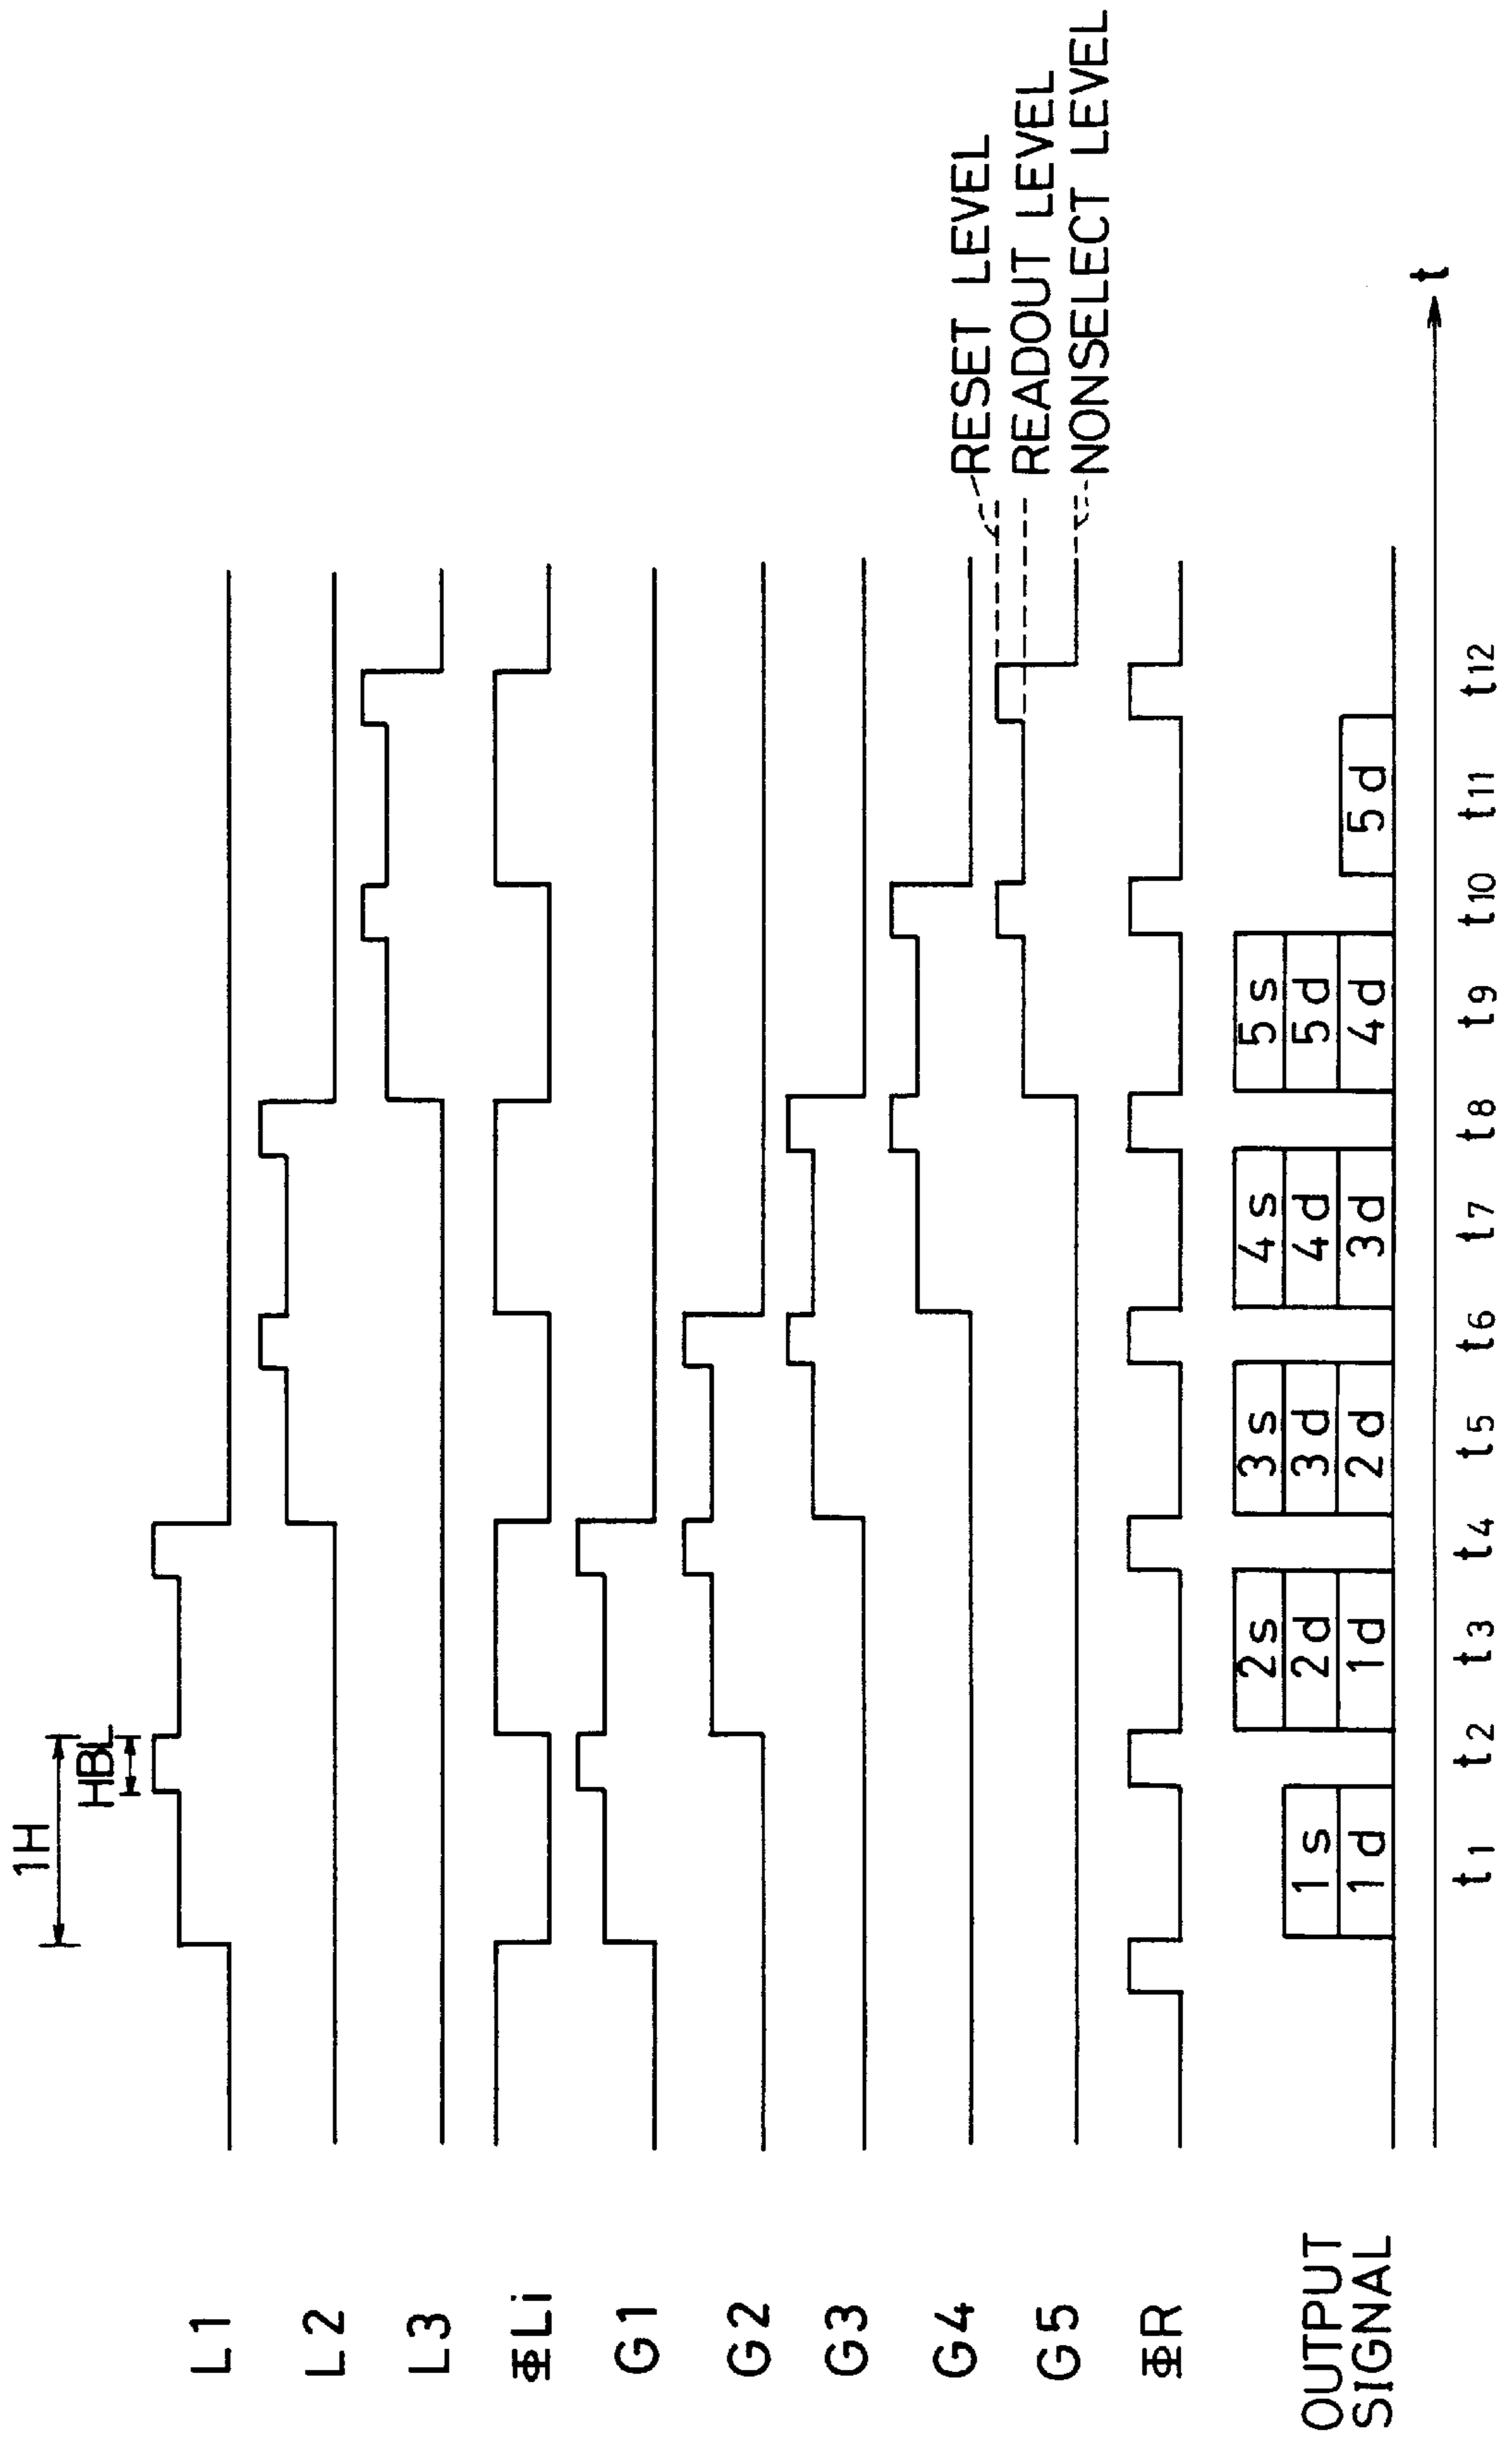 1H
HBL
L1
L2
L3
ΦLi
G1
G2
G3
G4
G5
RESET LEVEL
READOUT LEVEL
NONSELECT LEVEL
ΦR
OUTPUT
SIGNAL
1s 1d
2s 2d 1d
3s 3d 2d
4s 4d 3d
5s 5d 4d
5d
t
t1 t2 t3 t4 t5 t6 t7 t8 t9 t10 t11 t12